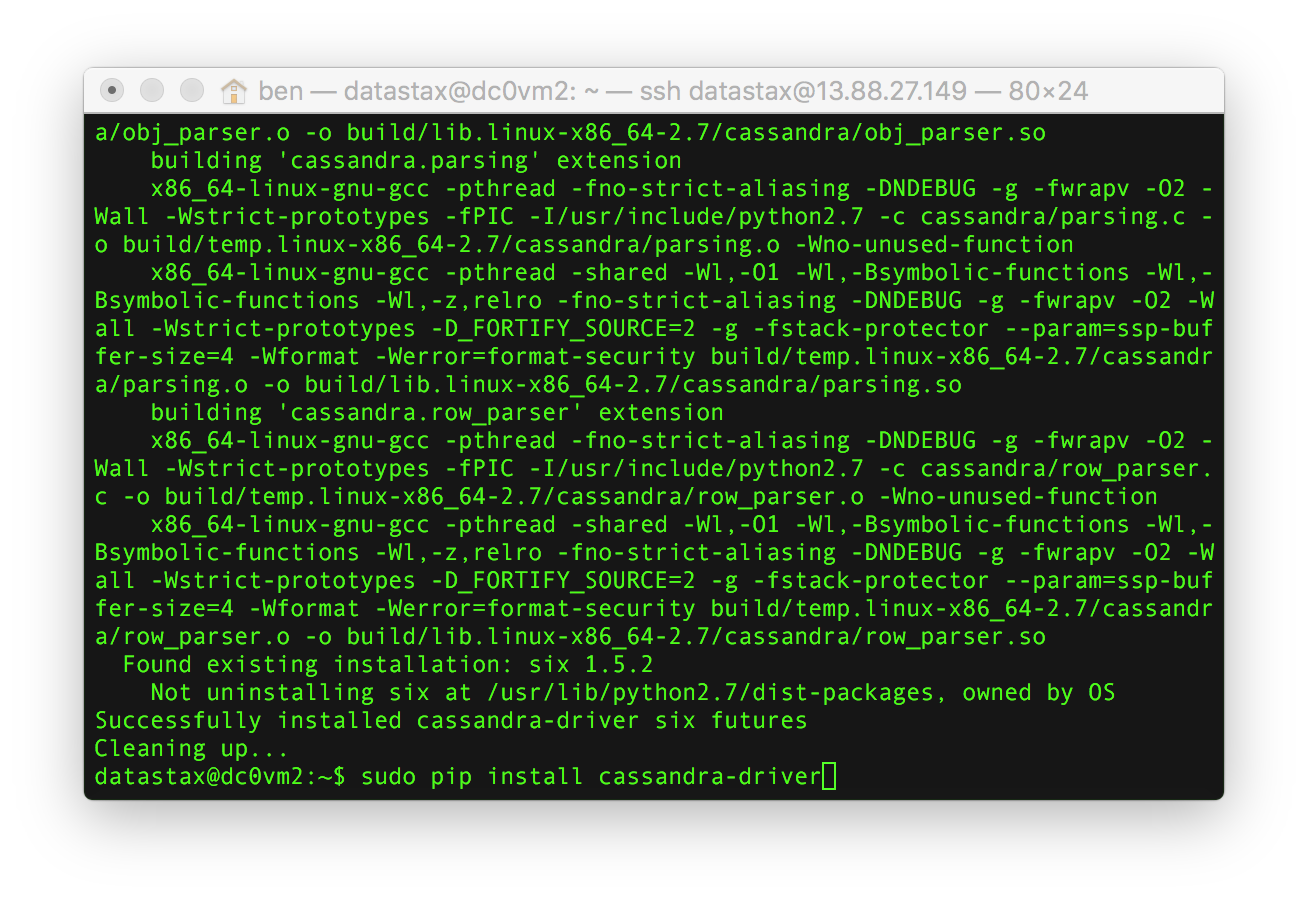 ben — datastax@dc0vm2: ~ — ssh datastax@13.88.27.149 — 80×24
a/obj_parser.o -o build/lib.linux-x86_64-2.7/cassandra/obj_parser.so
    building 'cassandra.parsing' extension
    x86_64-linux-gnu-gcc -pthread -fno-strict-aliasing -DNDEBUG -g -fwrapv -O2 -
Wall -Wstrict-prototypes -fPIC -I/usr/include/python2.7 -c cassandra/parsing.c -
o build/temp.linux-x86_64-2.7/cassandra/parsing.o -Wno-unused-function
    x86_64-linux-gnu-gcc -pthread -shared -Wl,-O1 -Wl,-Bsymbolic-functions -Wl,-
Bsymbolic-functions -Wl,-z,relro -fno-strict-aliasing -DNDEBUG -g -fwrapv -O2 -W
all -Wstrict-prototypes -D_FORTIFY_SOURCE=2 -g -fstack-protector --param=ssp-buf
fer-size=4 -Wformat -Werror=format-security build/temp.linux-x86_64-2.7/cassandr
a/parsing.o -o build/lib.linux-x86_64-2.7/cassandra/parsing.so
    building 'cassandra.row_parser' extension
    x86_64-linux-gnu-gcc -pthread -fno-strict-aliasing -DNDEBUG -g -fwrapv -O2 -
Wall -Wstrict-prototypes -fPIC -I/usr/include/python2.7 -c cassandra/row_parser.
c -o build/temp.linux-x86_64-2.7/cassandra/row_parser.o -Wno-unused-function
    x86_64-linux-gnu-gcc -pthread -shared -Wl,-O1 -Wl,-Bsymbolic-functions -Wl,-
Bsymbolic-functions -Wl,-z,relro -fno-strict-aliasing -DNDEBUG -g -fwrapv -O2 -W
all -Wstrict-prototypes -D_FORTIFY_SOURCE=2 -g -fstack-protector --param=ssp-buf
fer-size=4 -Wformat -Werror=format-security build/temp.linux-x86_64-2.7/cassandr
a/row_parser.o -o build/lib.linux-x86_64-2.7/cassandra/row_parser.so
  Found existing installation: six 1.5.2
    Not uninstalling six at /usr/lib/python2.7/dist-packages, owned by OS
Successfully installed cassandra-driver six futures
Cleaning up...
datastax@dc0vm2:~$ sudo pip install cassandra-driver